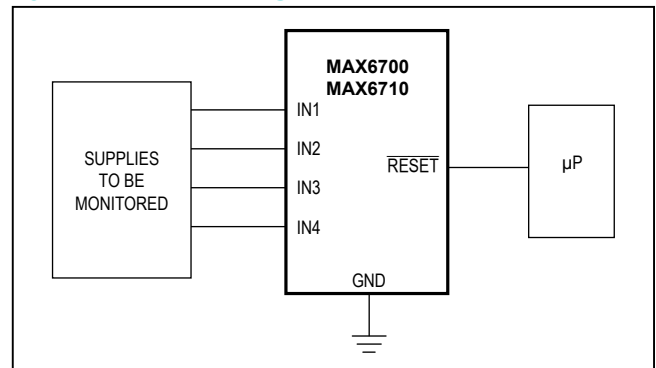 MAX6700
MAX6710
IN1
IN2
IN3
IN4
SUPPLIES
TO BE
MONITORED
RESET
µP
GND